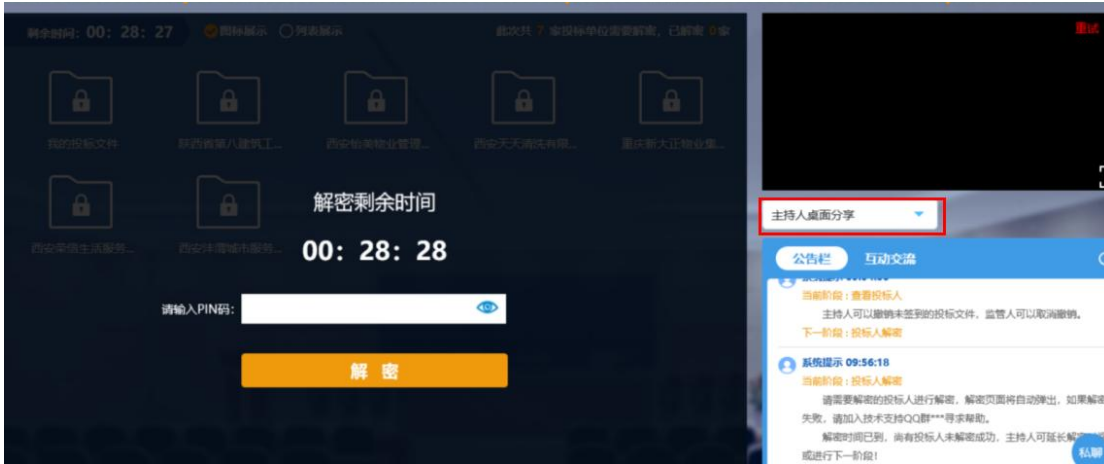 剩余时间：00：28：27
图标展示 列表展示
此次共 7 家投标单位需要解密，已解密 0 家
重试
我的投标文件
陕西省第八建筑工...
西安怡美物业管理...
西安天天清洗有限...
重庆新大正物业集...
解密剩余时间
主持人桌面分享
西安荣信生活服务...
西安沣渭城市服务...
00：28：28
公告栏 互动交流
当前阶段：查看投标人
主持人可以撤销未签到的投标文件，监管人可以取消撤销。
下一阶段：投标人解密
请输入PIN码：
解 密
系统提示 09:56:18
当前阶段：投标人解密
请需要解密的投标人进行解密，解密页面将自动弹出，如果解密
失败，请加入技术支持QQ群***寻求帮助。
解密时间已到，尚有投标人未解密成功，主持人可延长解
或进行下一阶段！
私聊